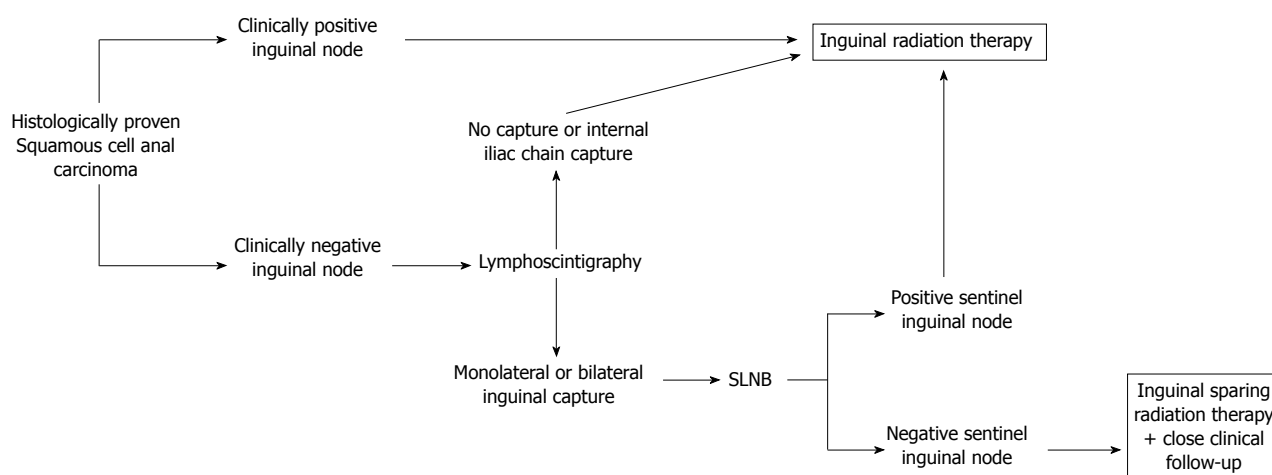 Clinically positive
inguinal node
Inguinal radiation therapy
Histologically proven
Squamous cell anal
carcinoma
No capture or internal
iliac chain capture
Clinically negative
inguinal node
Lymphoscintigraphy
Positive sentinel
inguinal node
Monolateral or bilateral
inguinal capture
SLNB
Negative sentinel
inguinal node
Inguinal sparing
radiation therapy
+ close clinical
follow-up